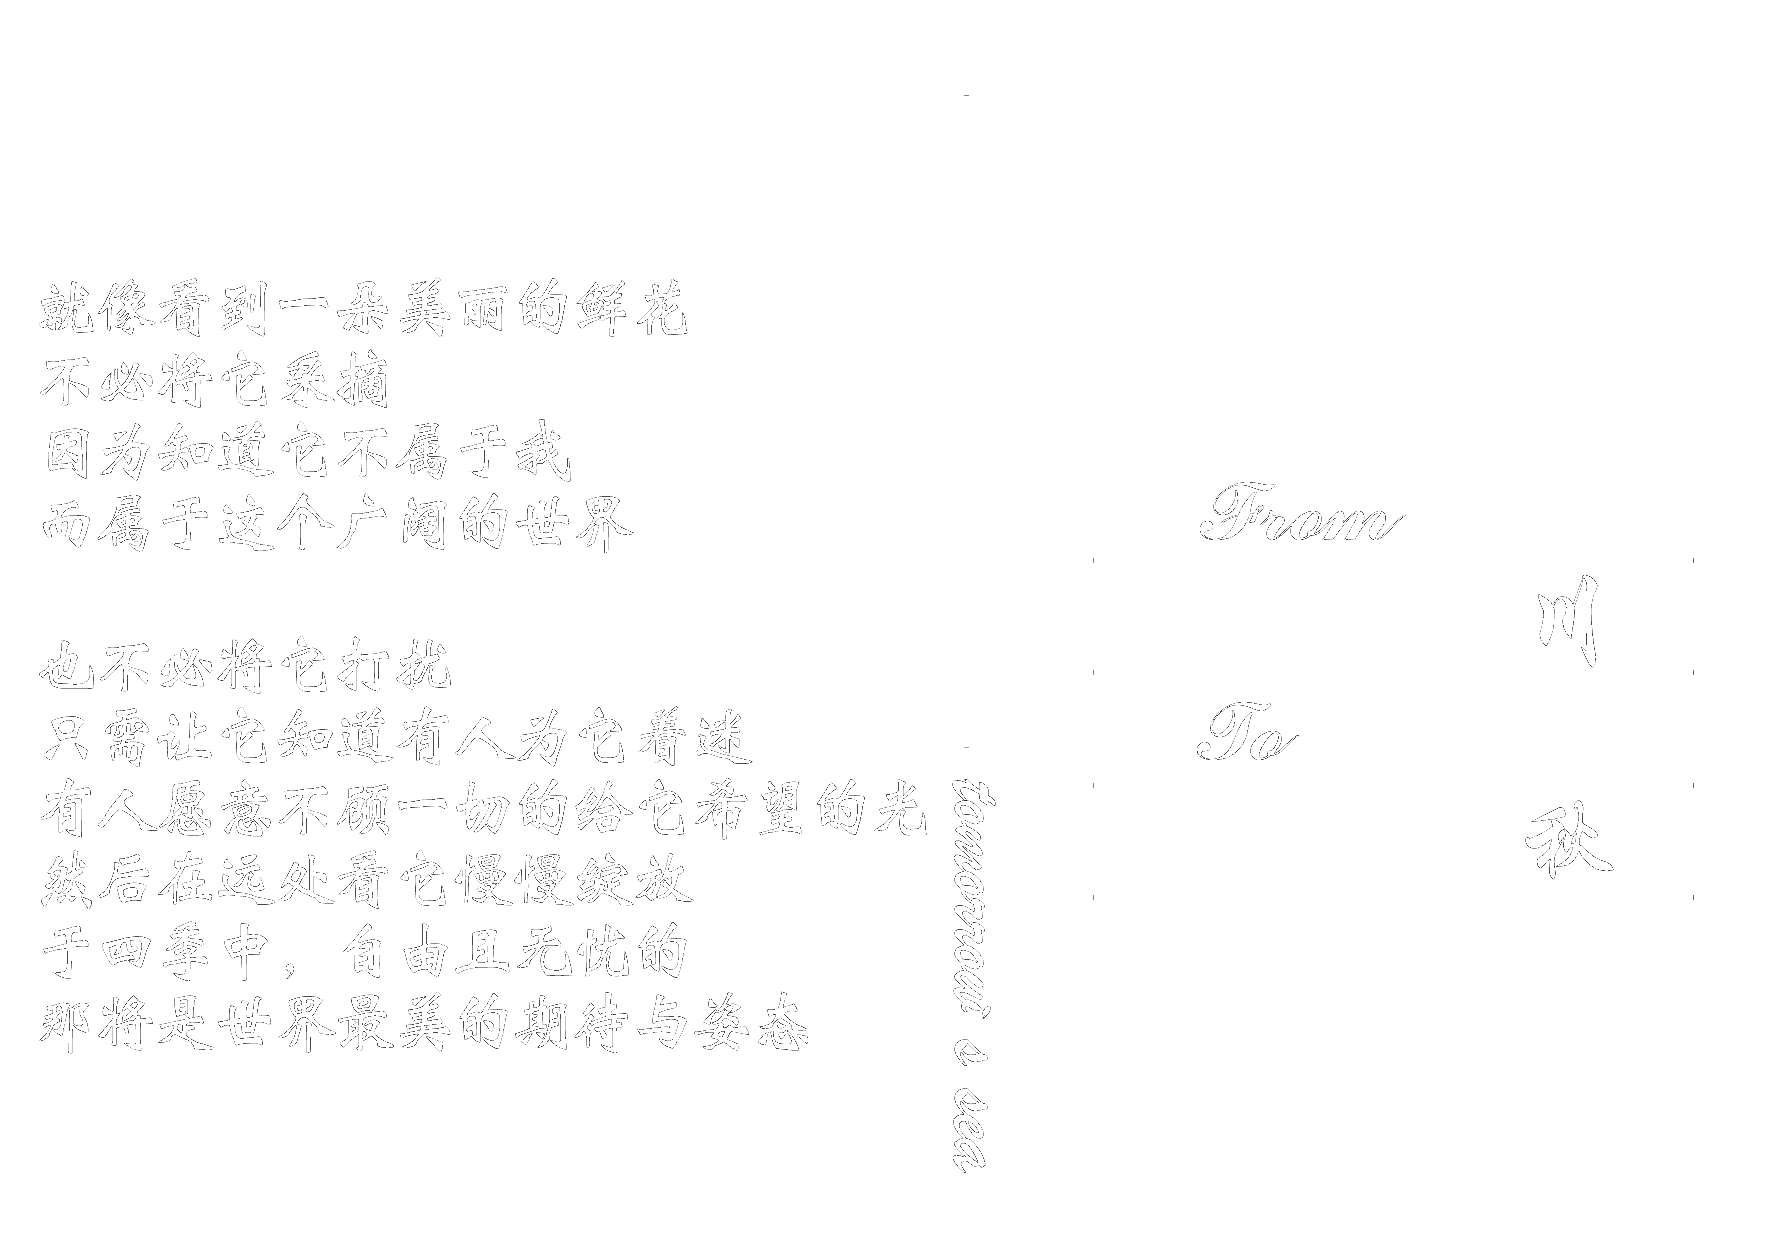 就像看到一朵美丽的鲜花
不必将它采摘
因为知道它不属于我
而属于这个广阔的世界
也不必将它打扰
只需让它知道有人为它着迷
有人愿意不顾一切的给它希望的光
然后在远处看它慢慢绽放
于四季中，自由且无忧的
那将是世界最美的期待与姿态
tomorrow s sea
From
川
To
秋